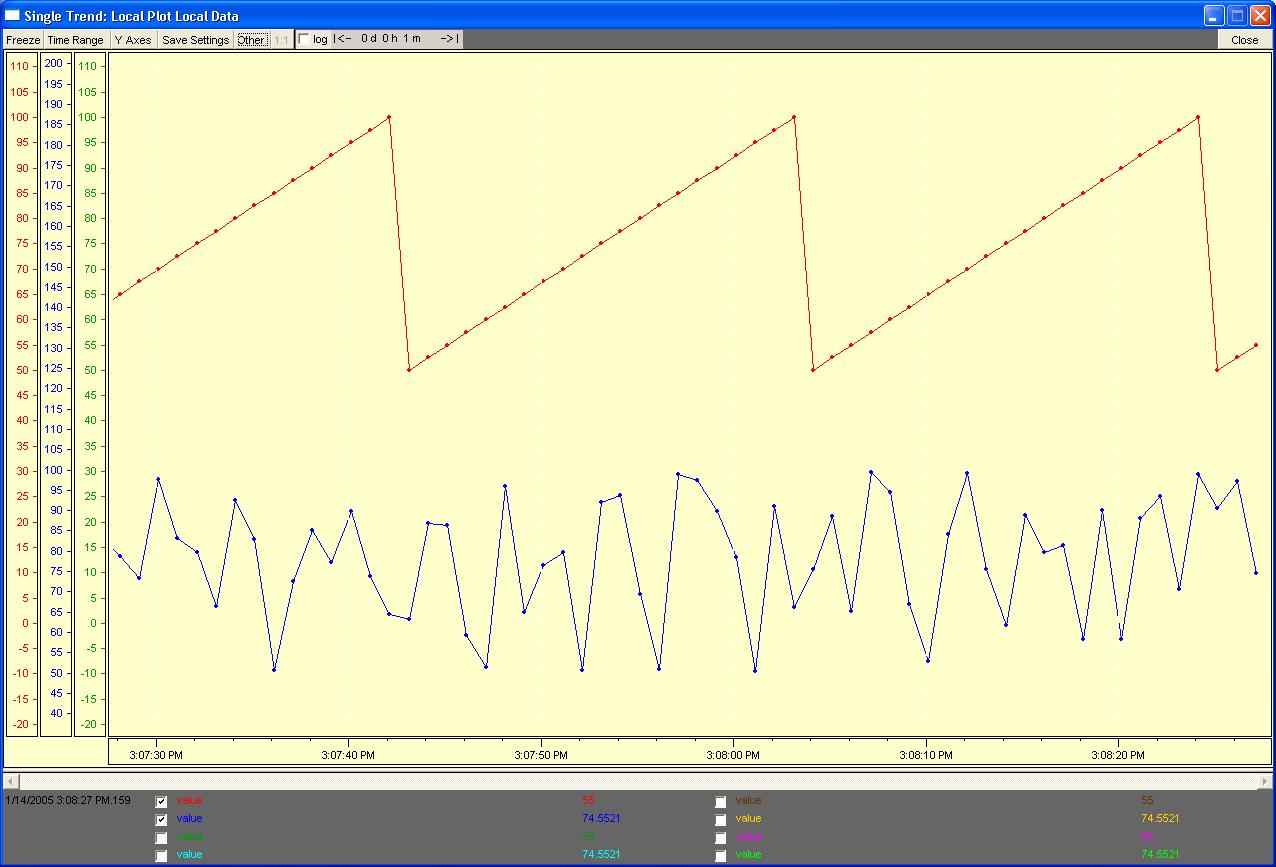 Single Trend: Local Plot Local Data
Freeze Time Range Y Axes Save Settings Other 1:1 log |<- 0 d 0 h 1 m ->| Close
110 200 110
105 195 105
190
100 185 100
95 180 95
175
90 170 90
85 165 85
160
80 155 80
75 150 75
70 145 70
65 140 65
60 135 60
55 130 55
50 125 50
45 120 45
40 115 40
110
35 105 35
30 100 30
25 95 25
20 90 20
85
15 80 15
10 75 10
5 70 5
0 65 0
60
-5 55 -5
-10 50 -10
-15 45 -15
-20 40 -20
3:07:30 PM 3:07:40 PM 3:07:50 PM 3:08:00 PM 3:08:10 PM 3:08:20 PM
1/14/2005 3:08:27 PM.159 value 55 value 55
value 74.5521 value 74.5521
value 55 value 55
value 74.5521 value 74.5521